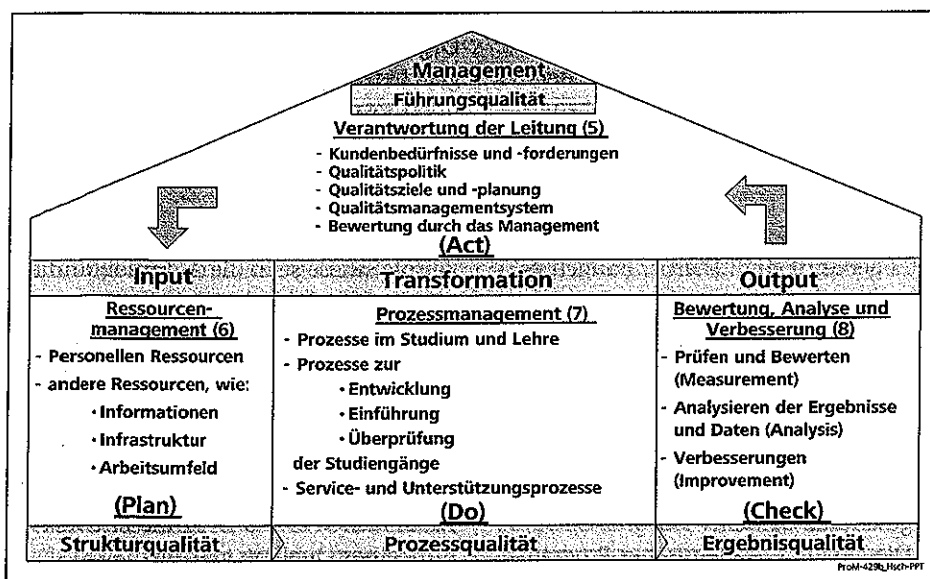 Management
Führungsqualität
Verantwortung der Leitung (5)
- Kundenbedürfnisse und -forderungen
- Qualitätspolitik
- Qualitätsziele und -planung
- Qualitätsmanagementsystem
- Bewertung durch das Management
(Act)
Input
Ressourcen-
management (6)
- Personellen Ressourcen
- andere Ressourcen, wie:
• Informationen
• Infrastruktur
• Arbeitsumfeld
(Plan)
Strukturqualität
Transformation
Prozessmanagement (7)
- Prozesse im Studium und Lehre
- Prozesse zur
• Entwicklung
• Einführung
• Überprüfung
der Studiengänge
- Service- und Unterstützungsprozesse
(Do)
Prozessqualität
Output
Bewertung, Analyse und
Verbesserung (8)
- Prüfen und Bewerten
(Measurement)
- Analysieren der Ergebnisse
und Daten (Analysis)
- Verbesserungen
(Improvement)
(Check)
Ergebnisqualität
ProM-429b_Hsch-PPT